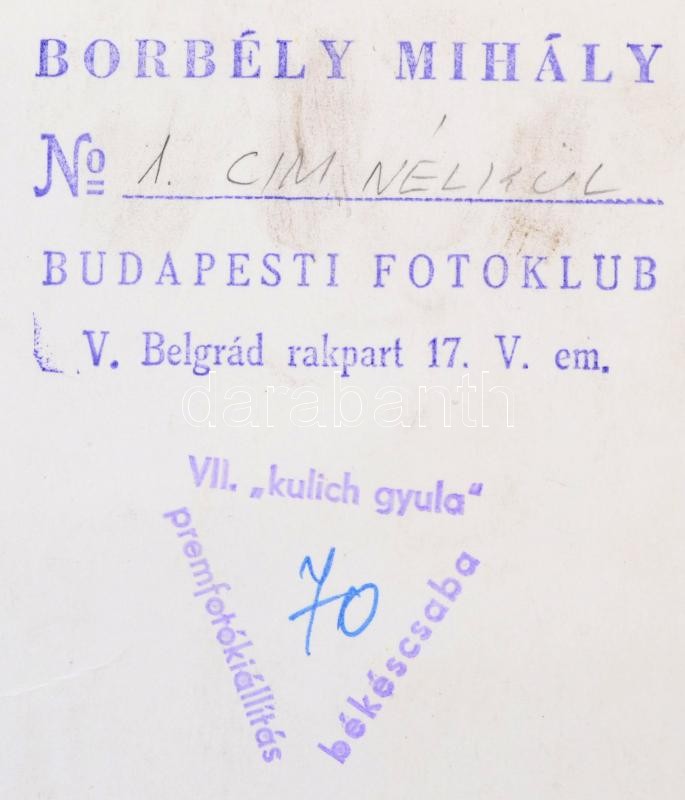 BORBÉLY MIHÁLY
No 1. CIM NÉLKÜL
BUDAPESTI FOTOKLUB
V. Belgrád rakpart 17. V. em.
darabanth
VII. „kulich gyula"
premfotókiállítás
békéscsaba
70